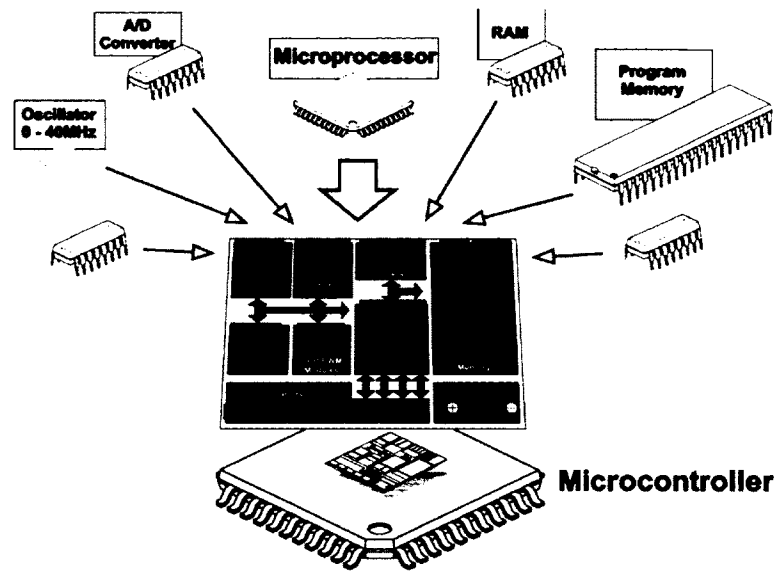 A/D
Converter
Microprocessor
RAM
Program
Memory
Oscillator
0 - 40MHz
Microcontroller